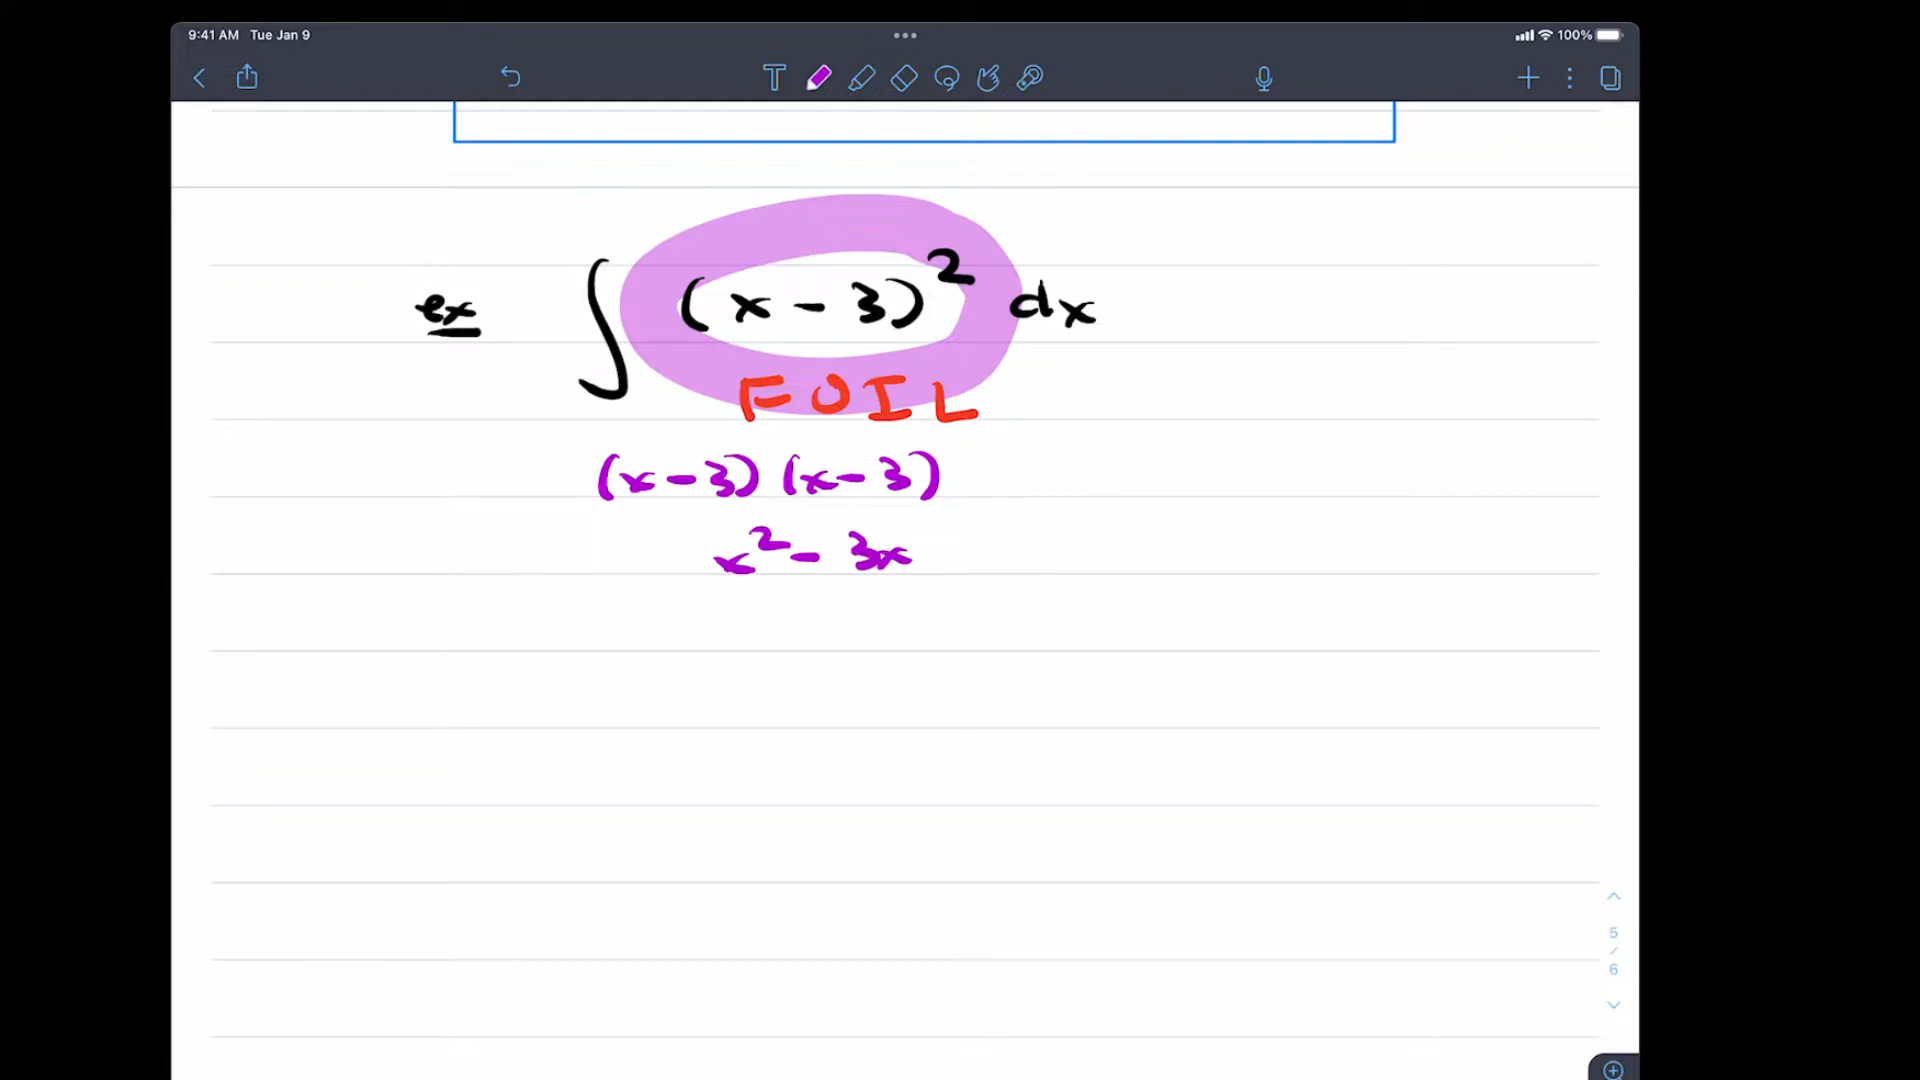 9:41 AM Tue Jan 9 100%
ex ∫ (x - 3)² dx
FOIL
(x - 3) (x - 3)
x² - 3x
5
/
6